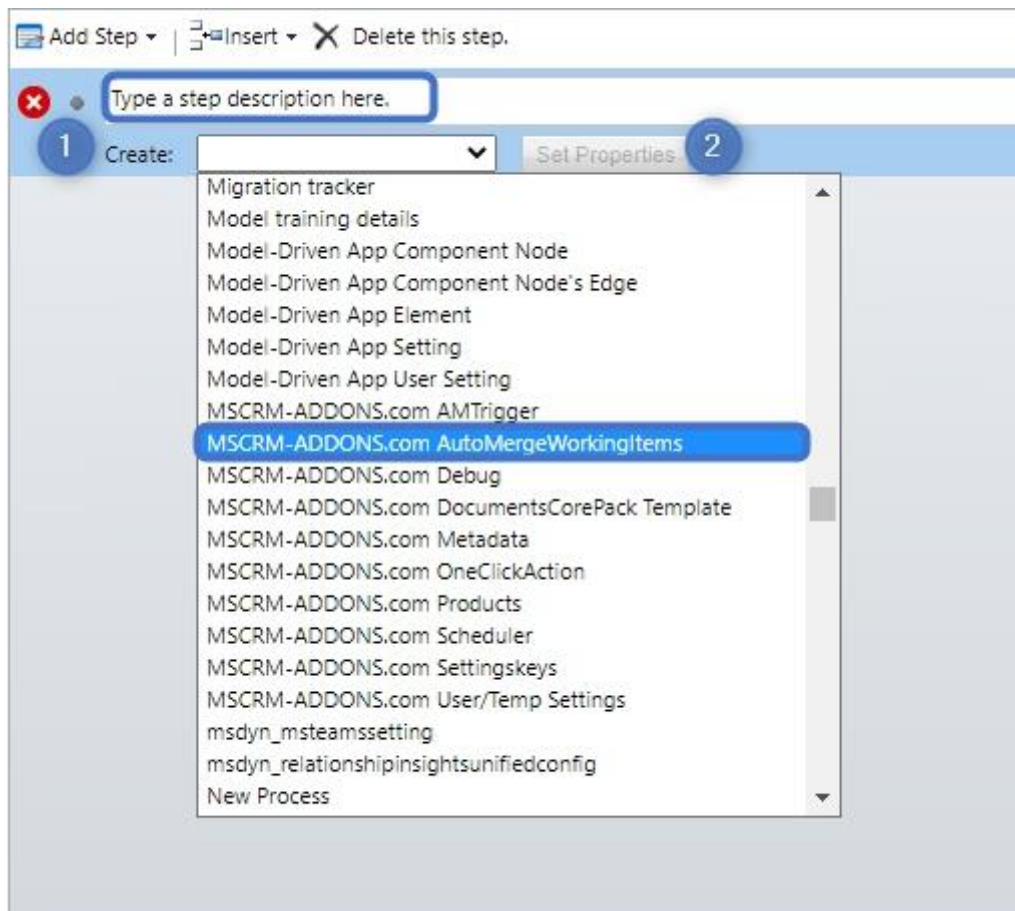 Add Step Insert Delete this step.
Type a step description here.
1 Create: Set Properties 2
Migration tracker
Model training details
Model-Driven App Component Node
Model-Driven App Component Node's Edge
Model-Driven App Element
Model-Driven App Setting
Model-Driven App User Setting
MSCRM-ADDONS.com AMTrigger
MSCRM-ADDONS.com AutoMergeWorkingItems
MSCRM-ADDONS.com Debug
MSCRM-ADDONS.com DocumentsCorePack Template
MSCRM-ADDONS.com Metadata
MSCRM-ADDONS.com OneClickAction
MSCRM-ADDONS.com Products
MSCRM-ADDONS.com Scheduler
MSCRM-ADDONS.com Settingskeys
MSCRM-ADDONS.com User/Temp Settings
msdyn_msteamssetting
msdyn_relationshipinsightsunifiedconfig
New Process